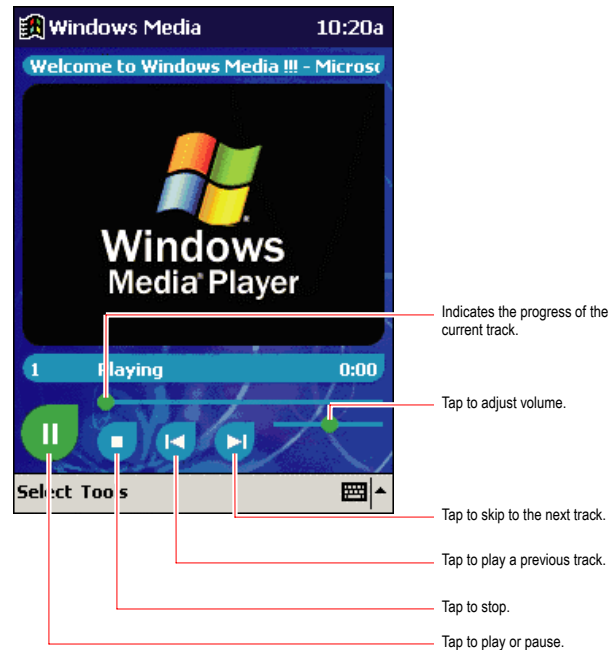 Windows Media 10:20a
Welcome to Windows Media !!! - Microso
Windows
Media Player
Indicates the progress of the
current track.
1 Playing 0:00
Tap to adjust volume.
Select Tools
Tap to skip to the next track.
Tap to play a previous track.
Tap to stop.
Tap to play or pause.